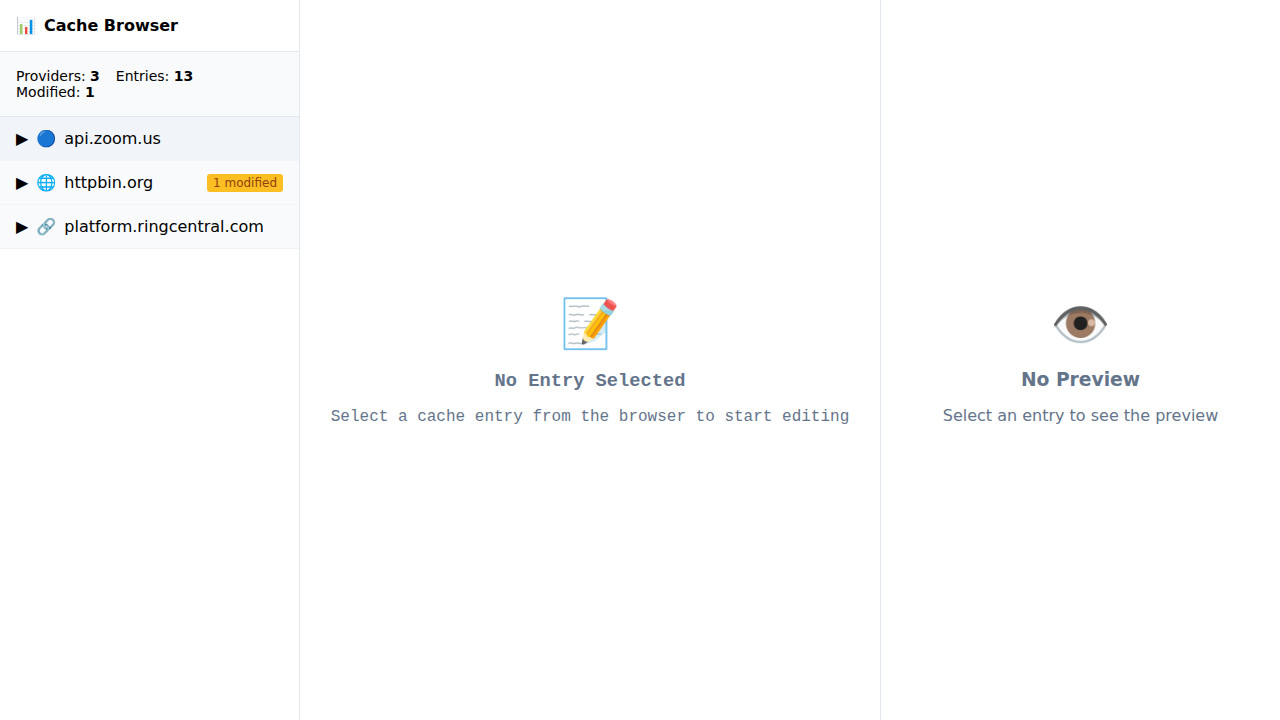 Cache Browser
Providers: 3 Entries: 13
Modified: 1
api.zoom.us
httpbin.org 1 modified
platform.ringcentral.com
No Entry Selected
Select a cache entry from the browser to start editing
No Preview
Select an entry to see the preview